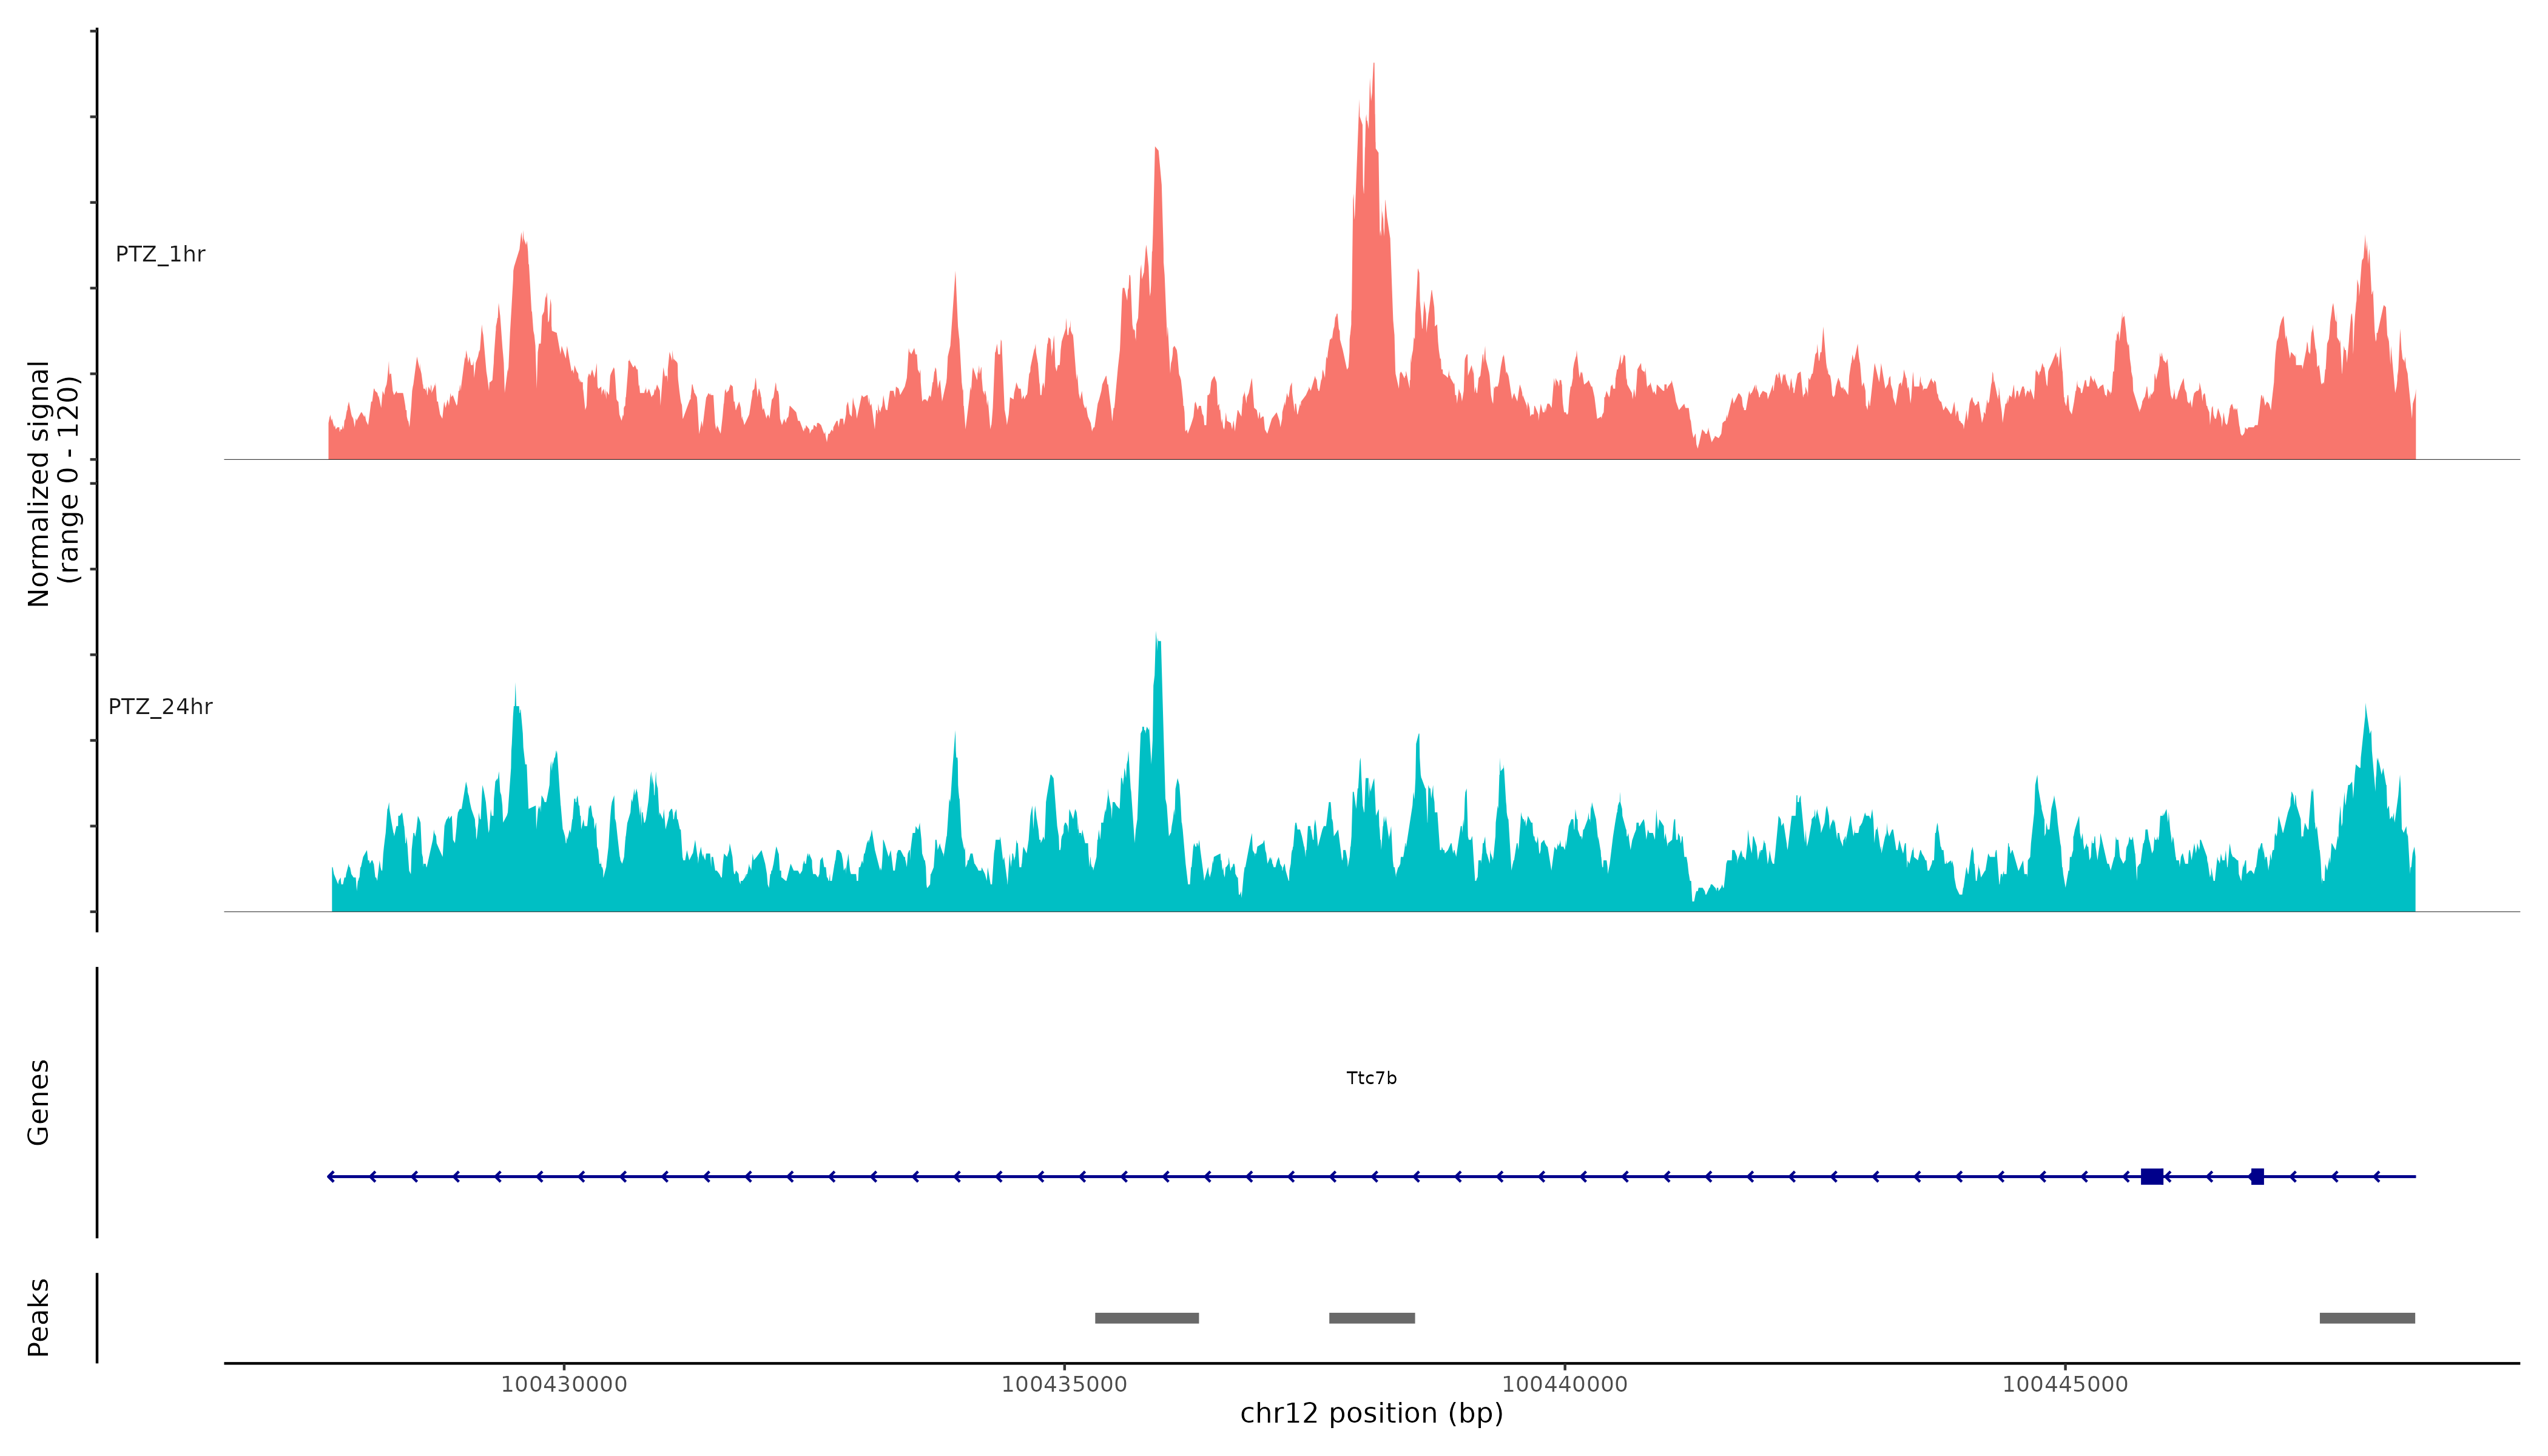 Normalized signal
(range 0 - 120)
PTZ_1hr
PTZ_24hr
Genes
Ttc7b
Peaks
100430000 100435000 100440000 100445000
chr12 position (bp)